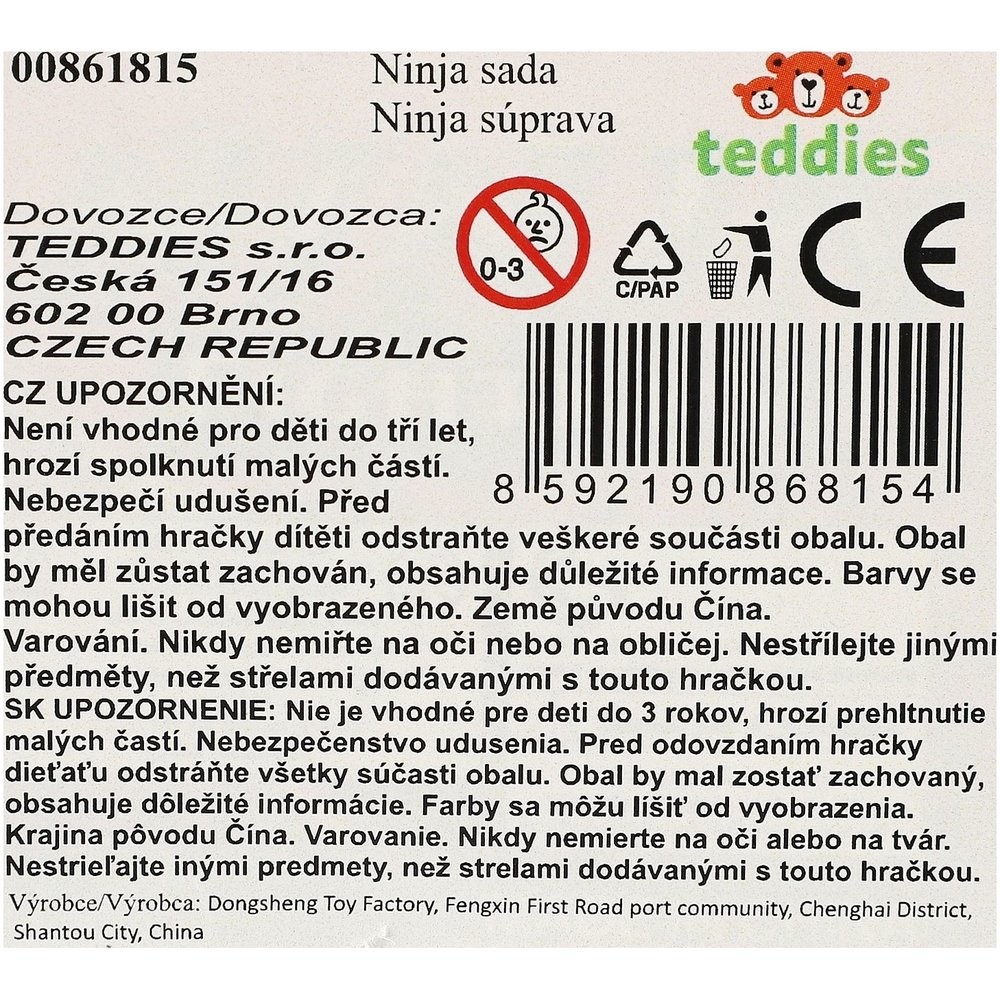 00861815
Ninja sada
Ninja súprava
teddies
Dovozce/Dovozca:
TEDDIES s.r.o.
Česká 151/16
602 00 Brno
CZECH REPUBLIC
0-3
C/PAP
CE
8 592190 868154
CZ UPOZORNĚNÍ:
Není vhodné pro děti do tří let,
hrozí spolknutí malých částí.
Nebezpečí udušení. Před
předáním hračky dítěti odstraňte veškeré součásti obalu. Obal
by měl zůstat zachován, obsahuje důležité informace. Barvy se
mohou lišit od vyobrazeného. Země původu Čína.
Varování. Nikdy nemiřte na oči nebo na obličej. Nestřílejte jinými
předměty, než střelami dodávanými s touto hračkou.
SK UPOZORNENIE: Nie je vhodné pre deti do 3 rokov, hrozí prehltnutie
malých častí. Nebezpečenstvo udusenia. Pred odovzdaním hračky
dieťaťu odstráňte všetky súčasti obalu. Obal by mal zostať zachovaný,
obsahuje dôležité informácie. Farby sa môžu líšiť od vyobrazenia.
Krajina pôvodu Čína. Varovanie. Nikdy nemierte na oči alebo na tvár.
Nestrieľajte inými predmety, než strelami dodávanými s touto hračkou.
Výrobce/Výrobca: Dongsheng Toy Factory, Fengxin First Road port community, Chenghai District,
Shantou City, China